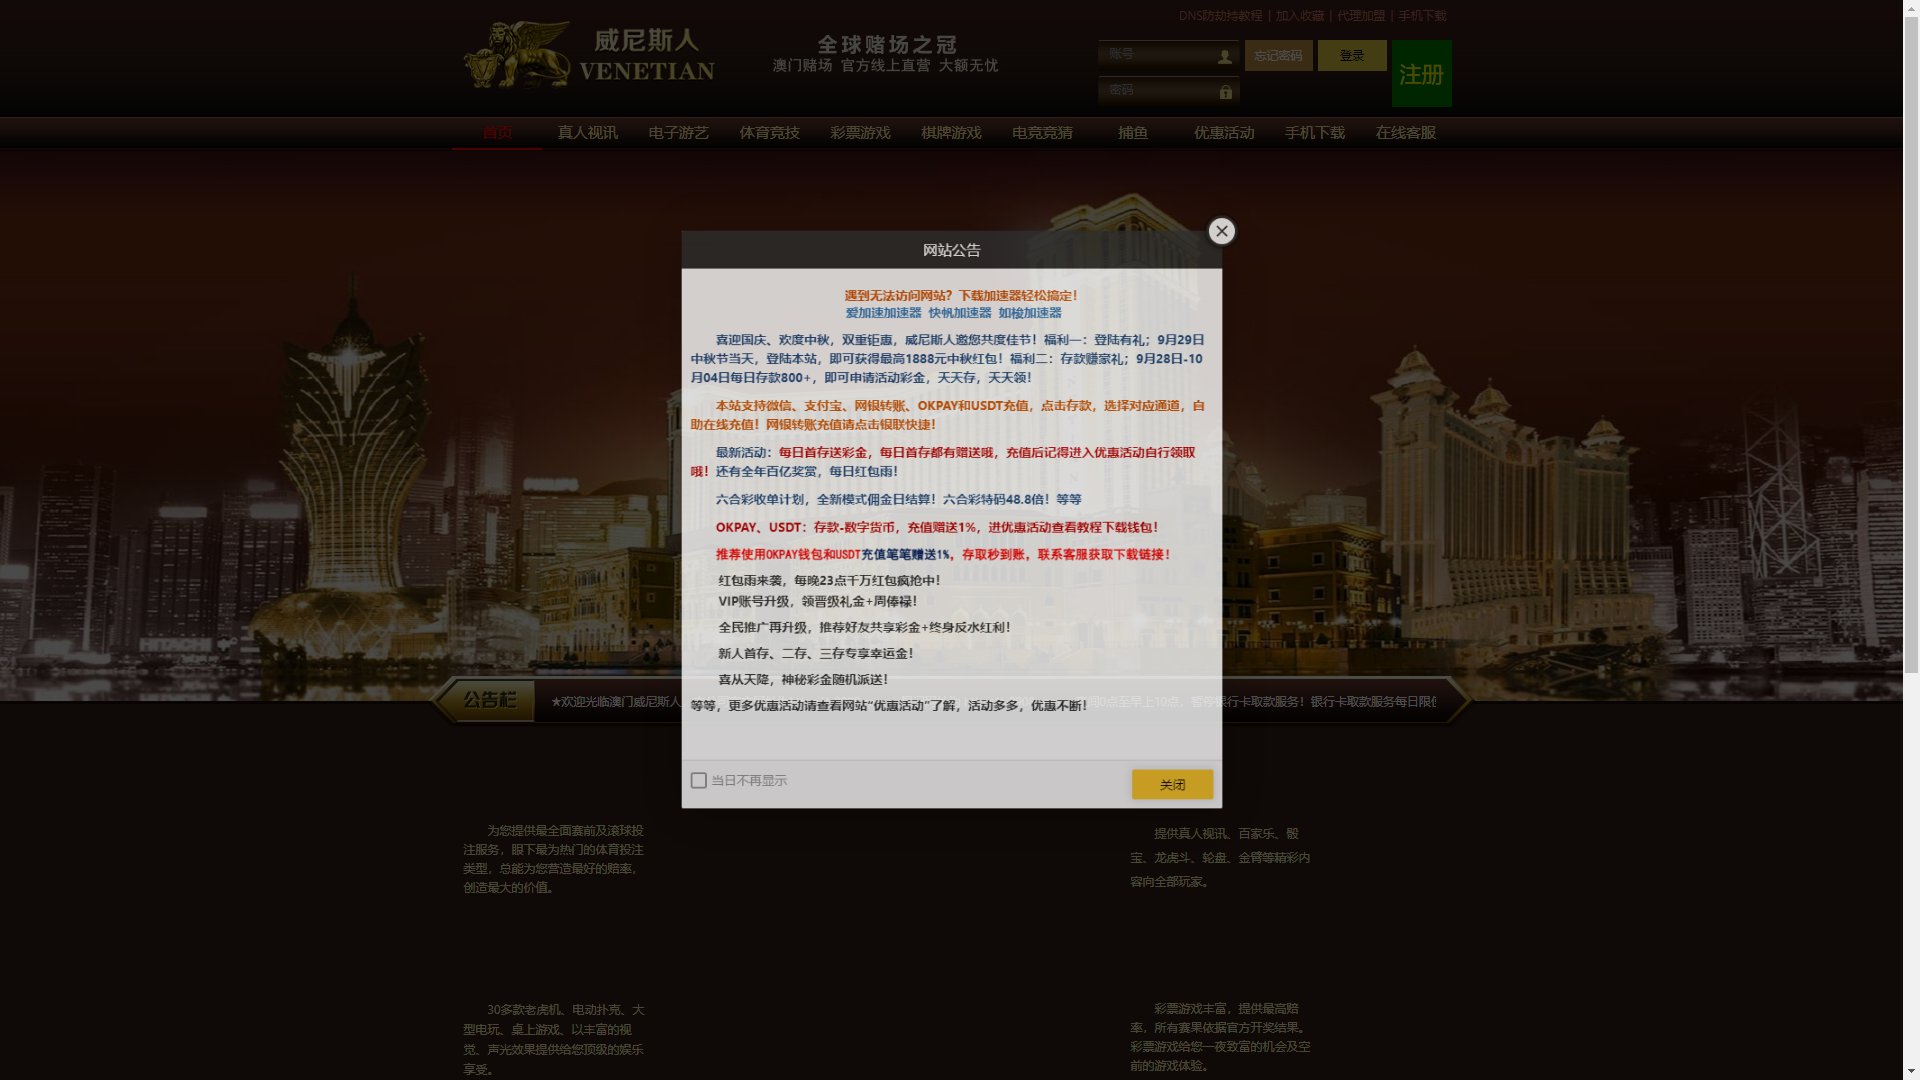 DNS防劫持教程 | 加入收藏 | 代理加盟 | 手机下载
威尼斯人
VENETIAN
全球赌场之冠
澳门赌场 官方线上直营 大额无忧
账号
忘记密码
登录
注册
密码
首页 真人视讯 电子游艺 体育竞技 彩票游戏 棋牌游戏 电竞竞猜 捕鱼 优惠活动 手机下载 在线客服
网站公告
遇到无法访问网站？下载加速器轻松搞定！
爱加速加速器 快帆加速器 如梭加速器
喜迎国庆、欢度中秋，双重钜惠，威尼斯人邀您共度佳节！福利一：登陆有礼；9月29日
中秋节当天，登陆本站，即可获得最高1888元中秋红包！福利二：存款赚家礼；9月28日-10
月04日每日存款800+，即可申请活动彩金，天天存，天天领！
本站支持微信、支付宝、网银转账、OKPAY和USDT充值，点击存款，选择对应通道，自
助在线充值！网银转账充值请点击银联快捷！
最新活动：每日首存送彩金，每日首存都有赠送哦，充值后记得进入优惠活动自行领取
哦！还有全年百亿奖赏，每日红包雨！
六合彩收单计划，全新模式佣金日结算！六合彩特码48.8倍！等等
OKPAY、USDT：存款-数字货币，充值赠送1%，进优惠活动查看教程下载钱包！
推荐使用OKPAY钱包和USDT充值笔笔赠送1%，存取秒到账，联系客服获取下载链接！
红包雨来袭，每晚23点千万红包疯抢中！
VIP账号升级，领晋级礼金+周俸禄！
全民推广再升级，推荐好友共享彩金+终身反水红利！
新人首存、二存、三存专享幸运金！
喜从天降，神秘彩金随机派送！
等等，更多优惠活动请查看网站“优惠活动”了解，活动多多，优惠不断！
当日不再显示
关闭
HITACHI
公告栏
★欢迎光临澳门威尼斯人 0点至早上10点，暂停银行卡取款服务！银行卡取款服务每日限
为您提供最全面赛前及滚球投
注服务，眼下最为热门的体育投注
类型，总能为您营造最好的赔率，
创造最大的价值。
提供真人视讯、百家乐、骰
宝、龙虎斗、轮盘、金臂等精彩内
容向全部玩家。
30多款老虎机、电动扑克、大
型电玩、桌上游戏、以丰富的视
觉、声光效果提供给您顶级的娱乐
享受。
彩票游戏丰富，提供最高赔
率，所有赛果依据官方开奖结果。
彩票游戏给您一夜致富的机会及空
前的游戏体验。